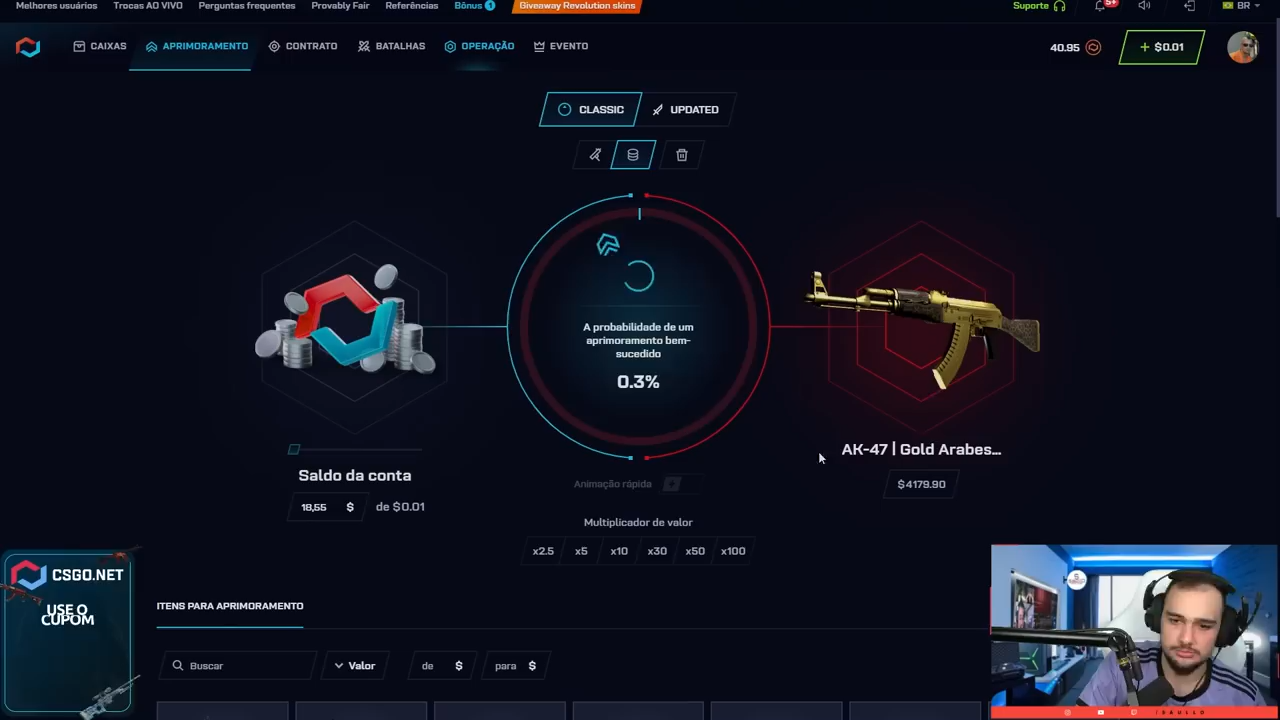 Melhores usuários Trocas AO VIVO Perguntas frequentes Provably Fair Referências Bônus 1 Giveaway Revolution skins Suporte 5+ BR
CAIXAS APRIMORAMENTO CONTRATO BATALHAS OPERAÇÃO EVENTO 40.95 + $0.01
CLASSIC UPDATED
A probabilidade de um
aprimoramento bem-
sucedido
0.3%
AK-47 | Gold Arabes...
$4179.90
Saldo da conta
18,55 $ de $0.01
Animação rápida
Multiplicador de valor
x2.5 x5 x10 x30 x50 x100
CSGO.NET
USE O
CUPOM
ITENS PARA APRIMORAMENTO
Buscar Valor de $ para $